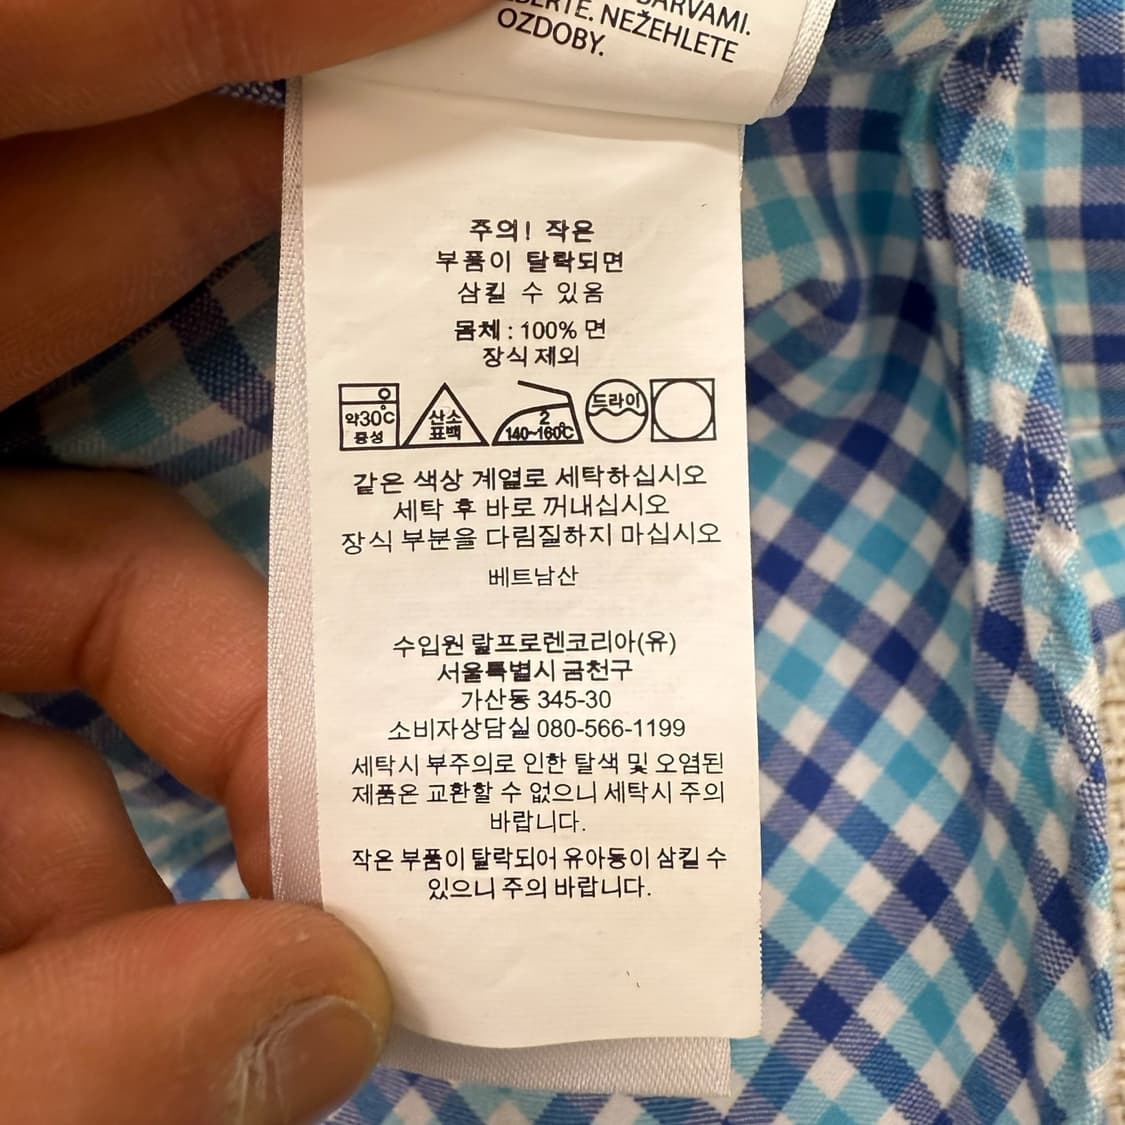 BARVAMI.
NEŽEHLETE
OZDOBY.
주의! 작은
부품이 탈락되면
삼킬 수 있음
몸체 : 100% 면
장식 제외
약30℃
중성
산소
표백
2
140~160℃
드라이
같은 색상 계열로 세탁하십시오
세탁 후 바로 꺼내십시오
장식 부분을 다림질하지 마십시오
베트남산
수입원 랄프로렌코리아(유)
서울특별시 금천구
가산동 345-30
소비자상담실 080-566-1199
세탁시 부주의로 인한 탈색 및 오염된
제품은 교환할 수 없으니 세탁시 주의
바랍니다.
작은 부품이 탈락되어 유아동이 삼킬 수
있으니 주의 바랍니다.